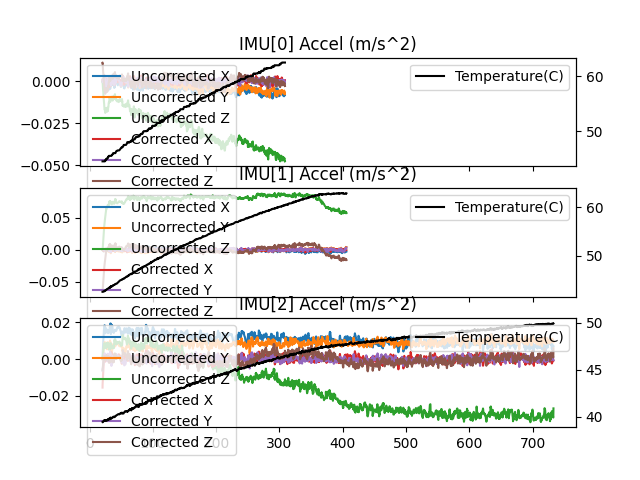 IMU[0] Accel (m/s^2)
Uncorrected X
Uncorrected Y
Uncorrected Z
Corrected X
Corrected Y
Corrected Z
Temperature(C)
0.000
−0.025
−0.050
60
50
IMU[1] Accel (m/s^2)
Uncorrected X
Uncorrected Y
Uncorrected Z
Corrected X
Corrected Y
Corrected Z
Temperature(C)
0.05
0.00
−0.05
60
50
IMU[2] Accel (m/s^2)
Uncorrected X
Uncorrected Y
Uncorrected Z
Corrected X
Corrected Y
Corrected Z
Temperature(C)
0.02
0.00
−0.02
50
45
40
0 100 200 300 400 500 600 700